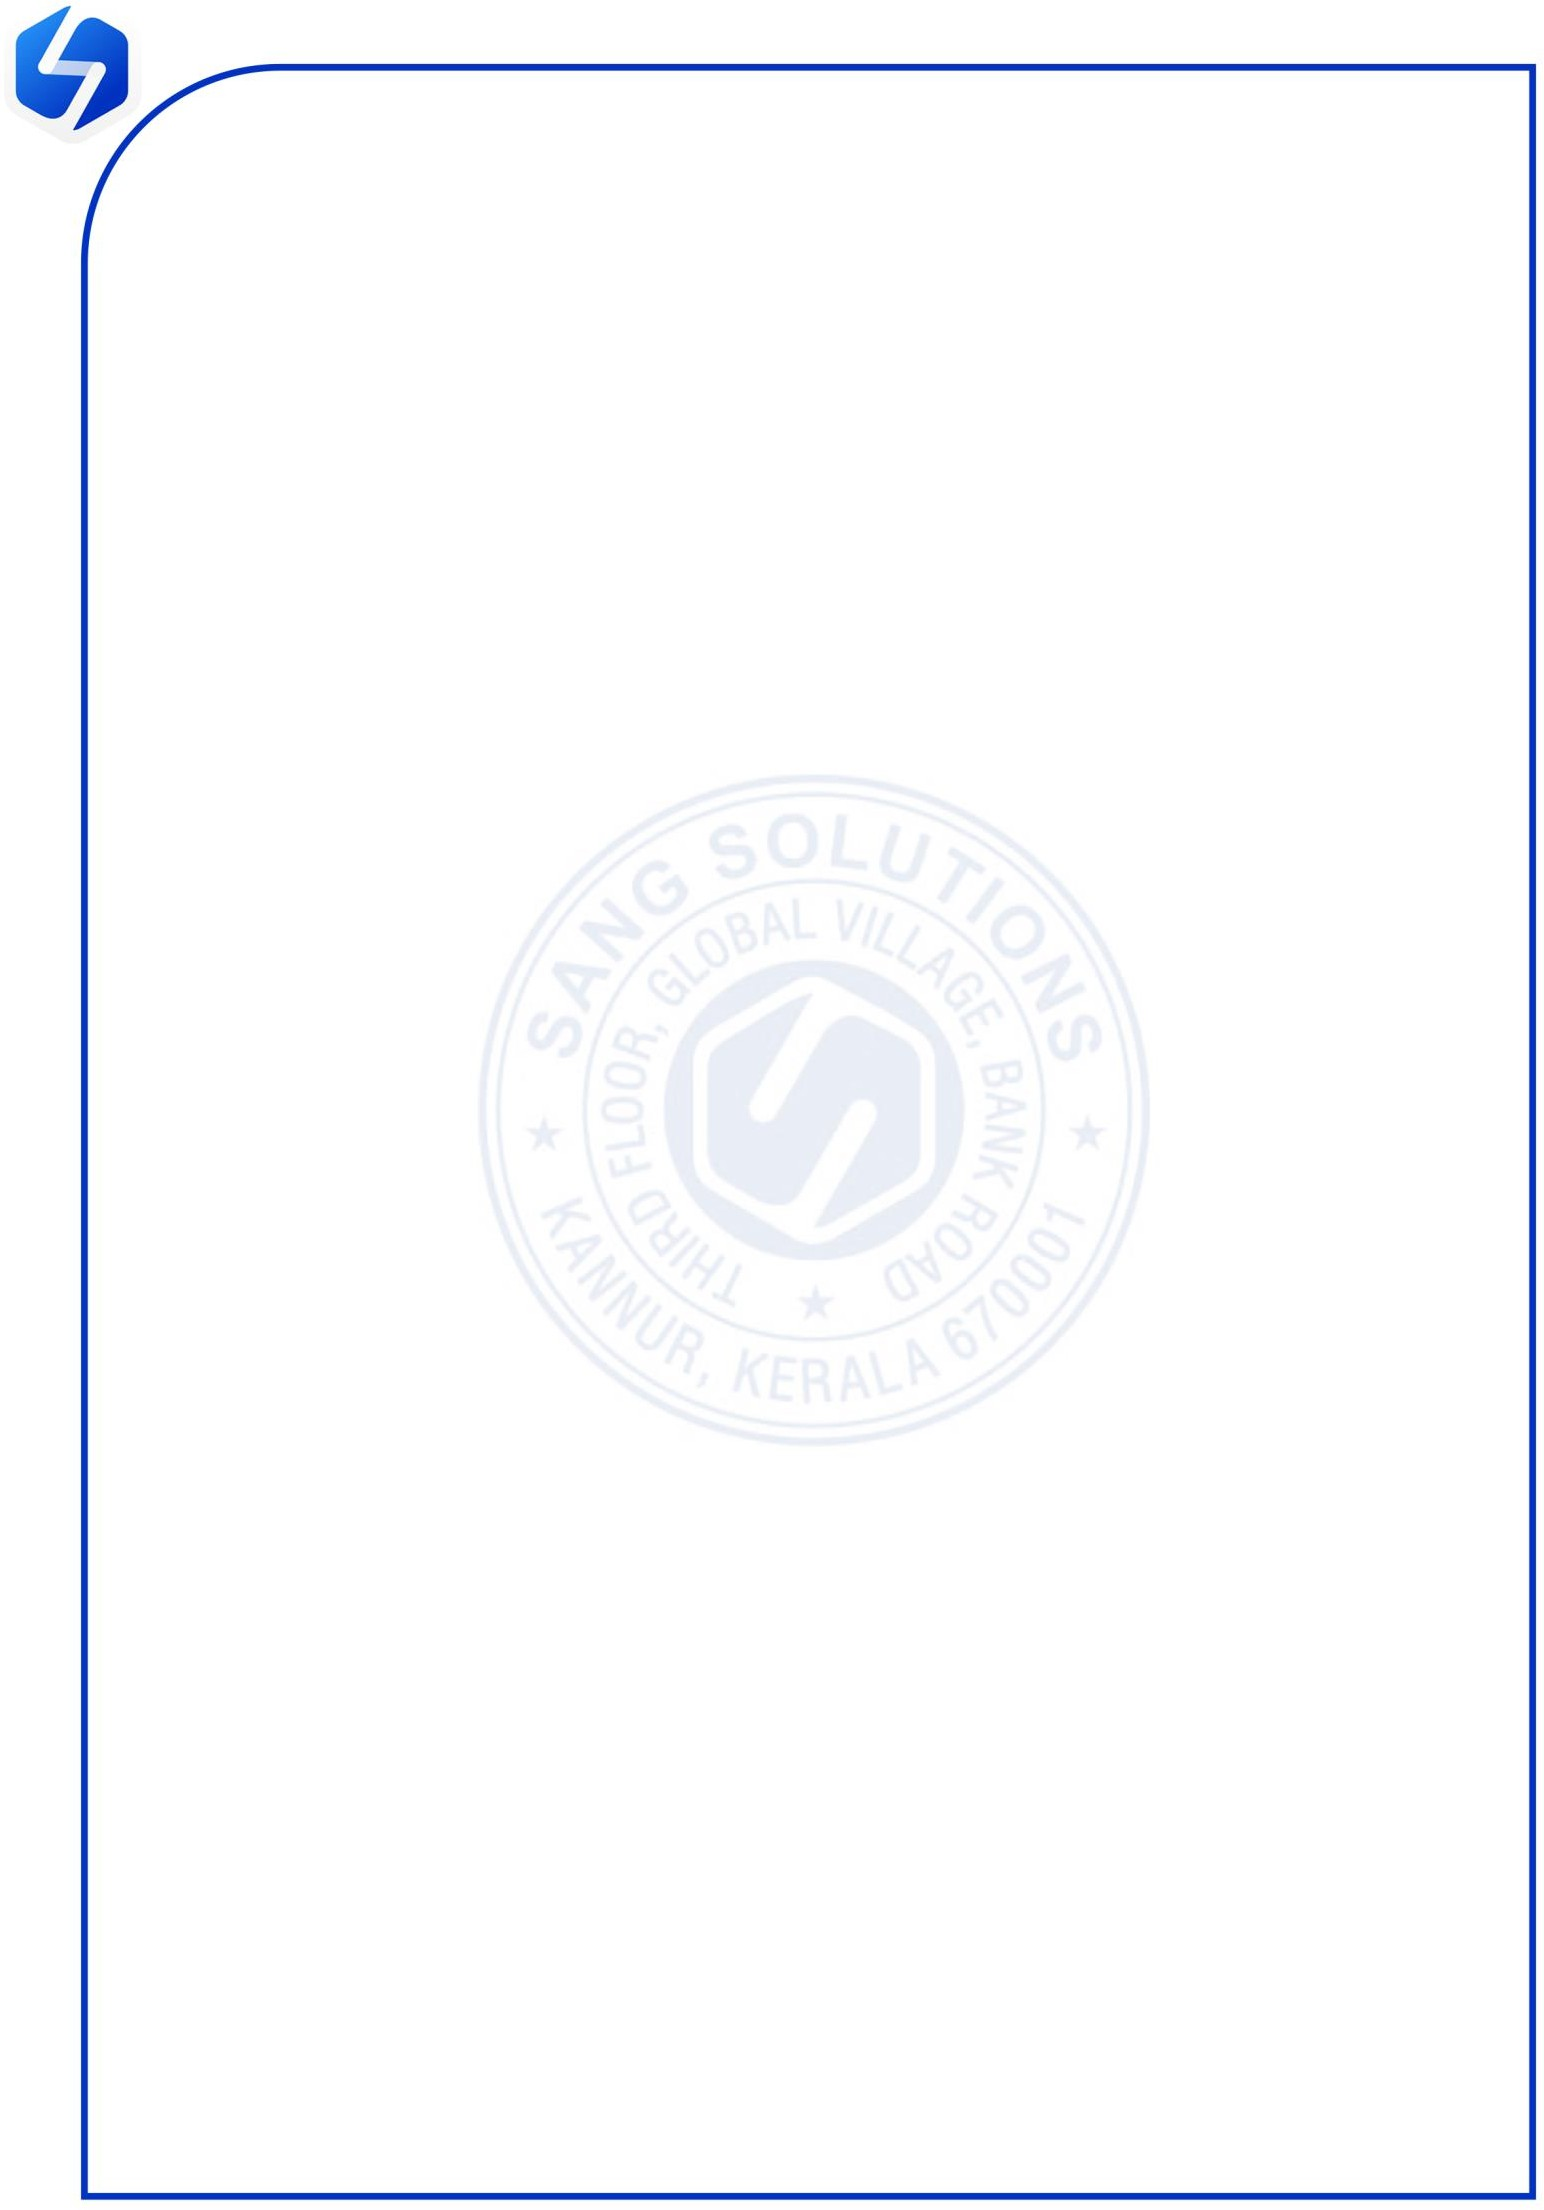 SANG SOLUTIONS
THIRD FLOOR, GLOBAL VILLAGE, BANK ROAD
KANNUR, KERALA 670001